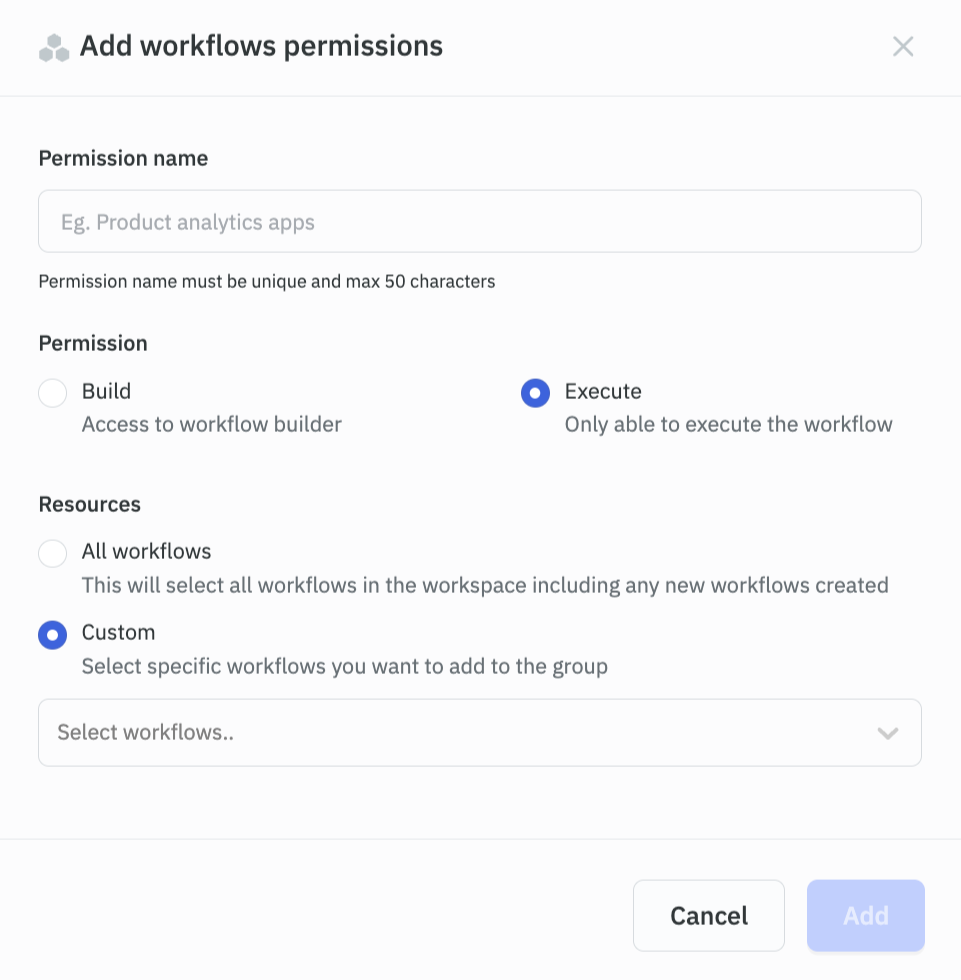 Add workflows permissions
Permission name
Eg. Product analytics apps
Permission name must be unique and max 50 characters
Permission
Build
Access to workflow builder
Execute
Only able to execute the workflow
Resources
All workflows
This will select all workflows in the workspace including any new workflows created
Custom
Select specific workflows you want to add to the group
Select workflows..
Cancel
Add